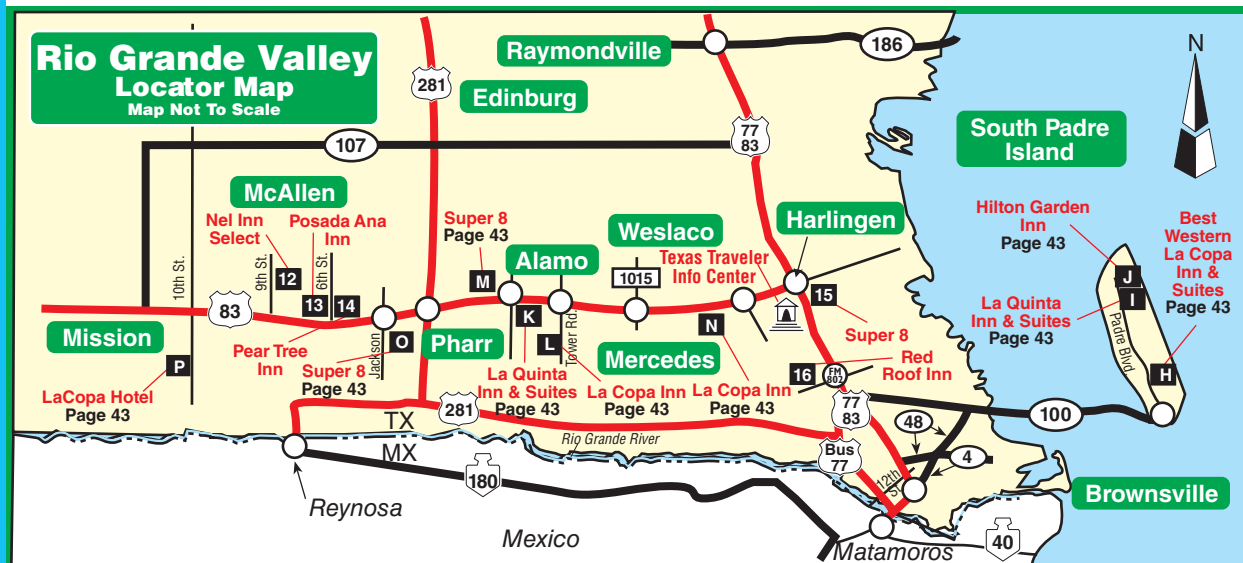 Rio Grande Valley
Locator Map
Map Not To Scale
Raymondville
186
N
281
Edinburg
77
83
South Padre
Island
107
McAllen
Nel Inn
Select
Posada Ana
Inn
Super 8
Page 43
Weslaco
Harlingen
Hilton Garden
Inn
Page 43
Best
Western
La Copa
Inn &
Suites
Page 43
10th St.
9th St.
12
6th St.
13
14
M
Alamo
1015
Texas Traveler
Info Center
15
J
I
83
Jackson
K
Tower Rd.
N
Super 8
La Quinta
Inn & Suites
Page 43
Padre Blvd
Mission
Pear Tree
Inn
O
Pharr
L
Mercedes
16
FM
802
Red
Roof Inn
H
P
LaCopa Hotel
Page 43
Super 8
Page 43
La Quinta
Inn & Suites
Page 43
La Copa Inn
Page 43
La Copa Inn
Page 43
281
77
83
100
TX
MX
Rio Grande River
Bus
77
48
4
12th
St.
180
Reynosa
Brownsville
Mexico
Matamoros
40